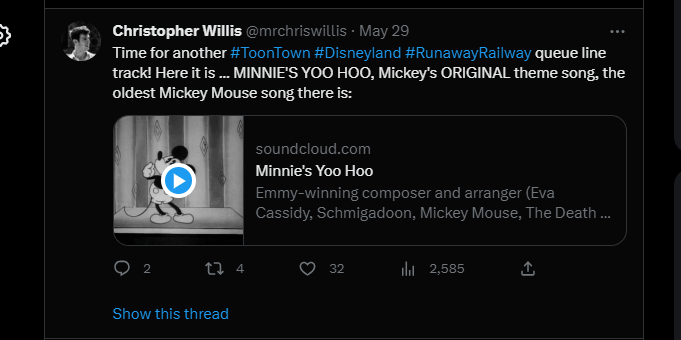 Christopher Willis @mrchriswillis · May 29
Time for another #ToonTown #Disneyland #RunawayRailway queue line
track! Here it is ... MINNIE'S YOO HOO, Mickey's ORIGINAL theme song, the
oldest Mickey Mouse song there is:
soundcloud.com
Minnie's Yoo Hoo
Emmy-winning composer and arranger (Eva
Cassidy, Schmigadoon, Mickey Mouse, The Death ...
2 4 32 2,585
Show this thread